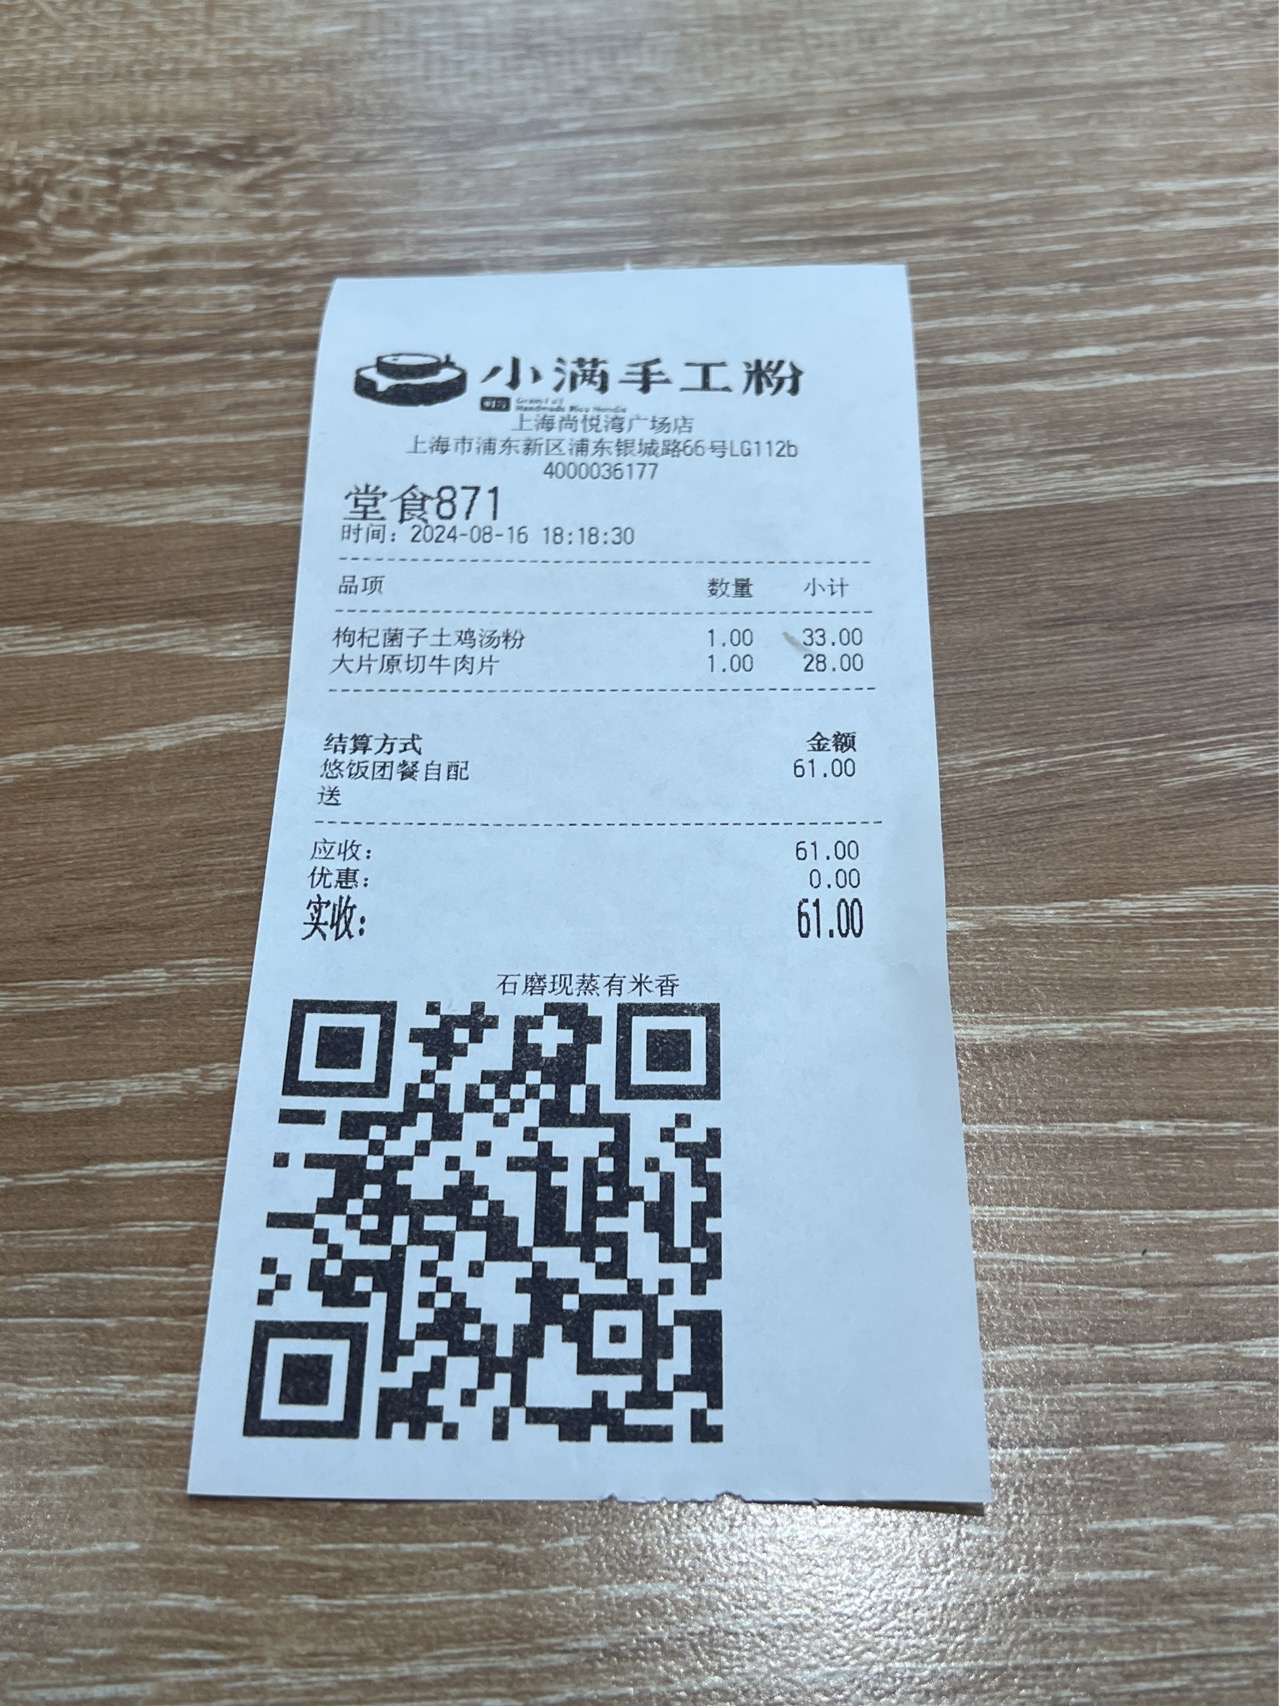 小满手工粉
Handmade Rice Noodle
上海尚悦湾广场店
上海市浦东新区浦东银城路66号LG112b
4000036177
堂食871
时间：2024-08-16 18:18:30
品项 数量 小计
枸杞菌子土鸡汤粉 1.00 33.00
大片原切牛肉片 1.00 28.00
结算方式 金额
悠饭团餐自配 61.00
送
应收： 61.00
优惠： 0.00
实收： 61.00
石磨现蒸有米香